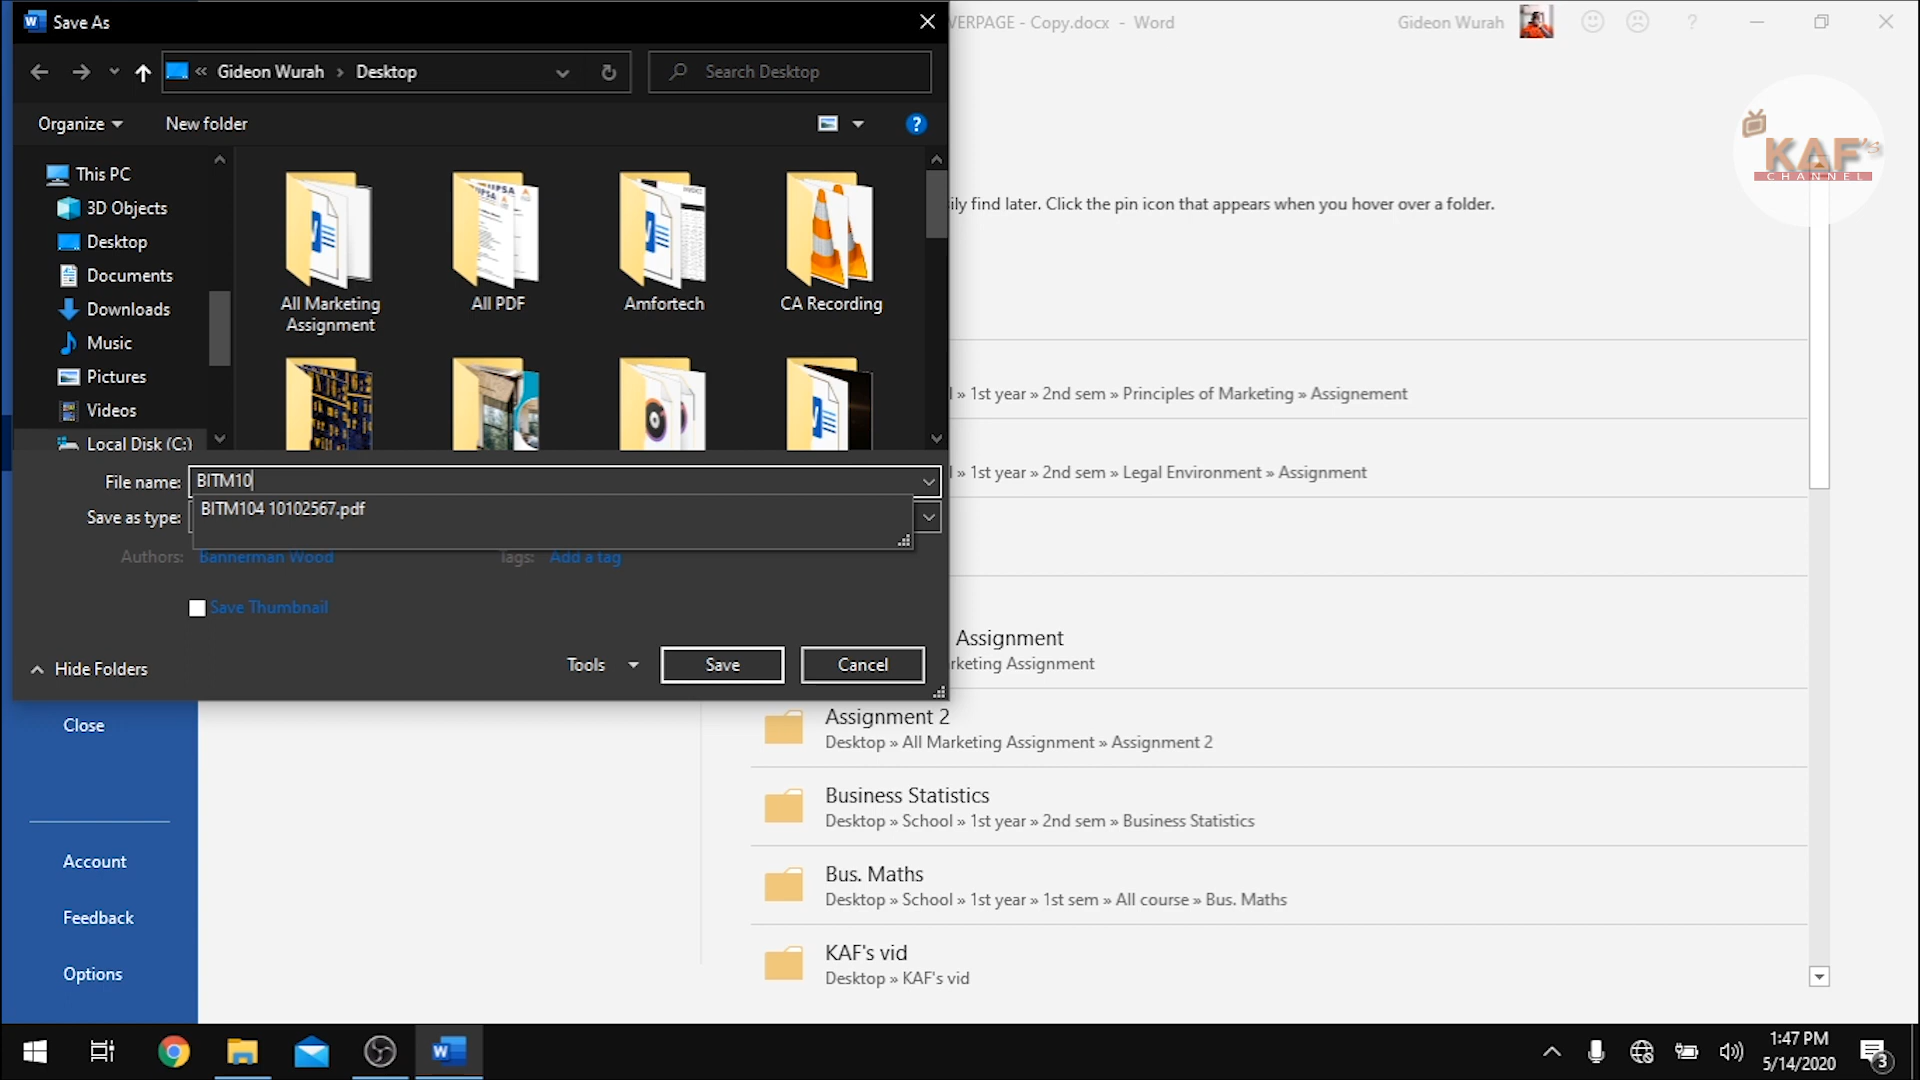 Save As
VERPAGE - Copy.docx - Word
Gideon Wurah
?
« Gideon Wurah › Desktop
Search Desktop
Organize
New folder
?
KAF's
CHANNEL
This PC
3D Objects
Desktop
Documents
Downloads
Music
Pictures
Videos
Local Disk (C:)
All Marketing
Assignment
All PDF
Amfortech
CA Recording
ily find later. Click the pin icon that appears when you hover over a folder.
l » 1st year » 2nd sem » Principles of Marketing » Assignement
l » 1st year » 2nd sem » Legal Environment » Assignment
File name: BITM10
BITM104 10102567.pdf
Save as type:
Authors: Bannerman Wood
Tags: Add a tag
Save Thumbnail
Hide Folders
Tools
Save
Cancel
Assignment
rketing Assignment
Close
Assignment 2
Desktop » All Marketing Assignment » Assignment 2
Business Statistics
Desktop » School » 1st year » 2nd sem » Business Statistics
Account
Bus. Maths
Desktop » School » 1st year » 1st sem » All course » Bus. Maths
Feedback
KAF's vid
Desktop » KAF's vid
Options
1:47 PM
5/14/2020
3